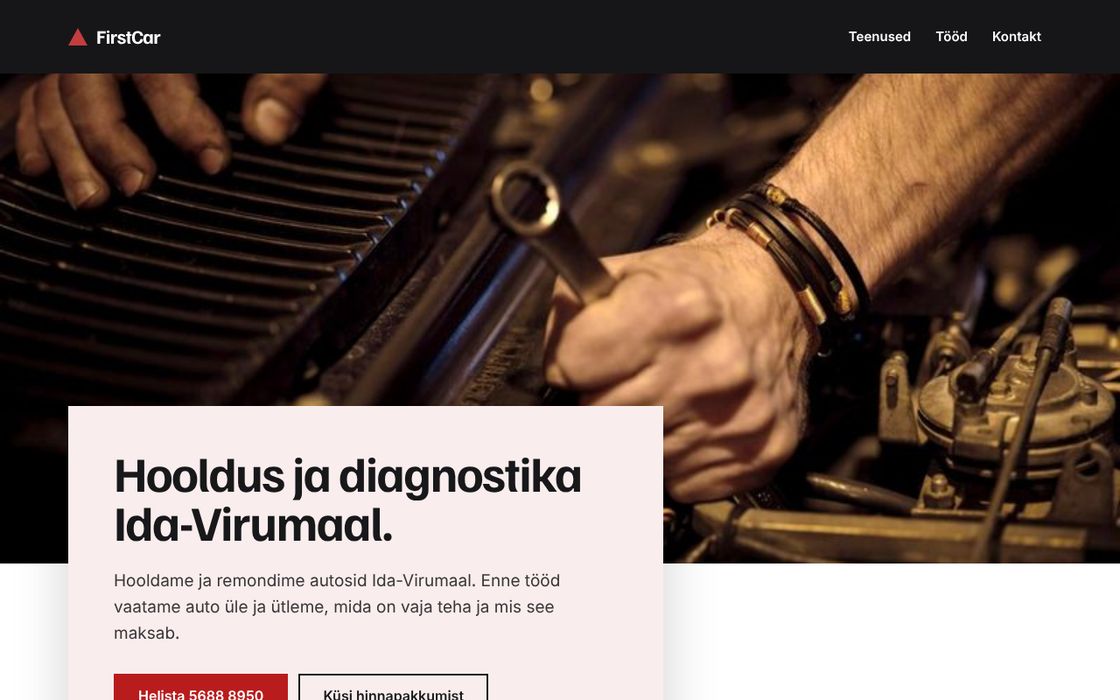 FirstCar
Teenused Tööd Kontakt
Hooldus ja diagnostika
Ida-Virumaal.
Hooldame ja remondime autosid Ida-Virumaal. Enne tööd
vaatame auto üle ja ütleme, mida on vaja teha ja mis see
maksab.
Helista 5688 8950 Küsi hinnapakkumist